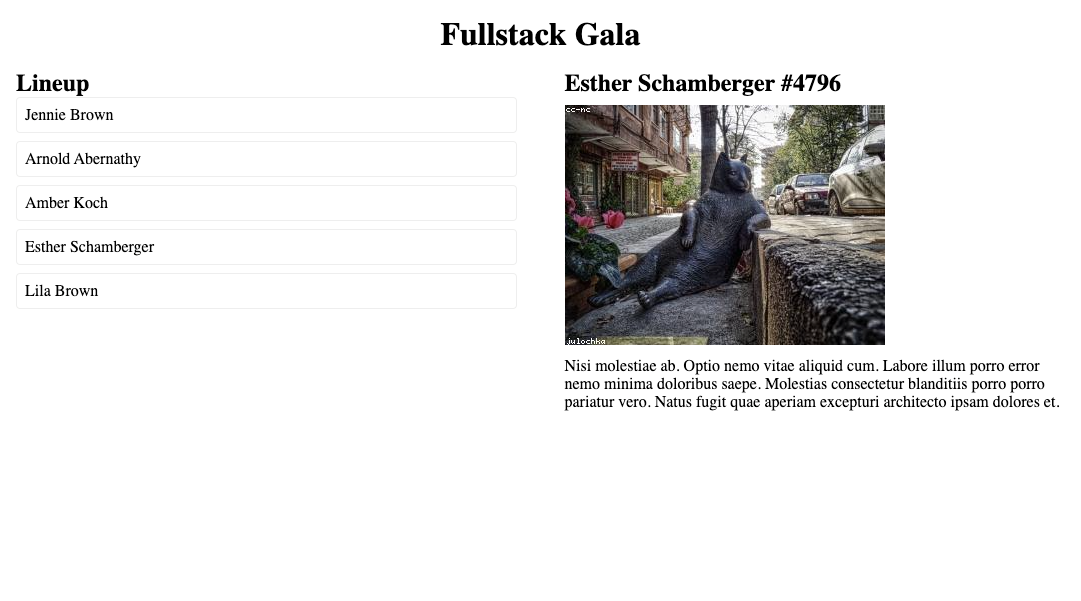 Fullstack Gala
Lineup
Jennie Brown
Arnold Abernathy
Amber Koch
Esther Schamberger
Lila Brown
Esther Schamberger #4796
cc-nc
julochka
Nisi molestiae ab. Optio nemo vitae aliquid cum. Labore illum porro error
nemo minima doloribus saepe. Molestias consectetur blanditiis porro porro
pariatur vero. Natus fugit quae aperiam excepturi architecto ipsam dolores et.